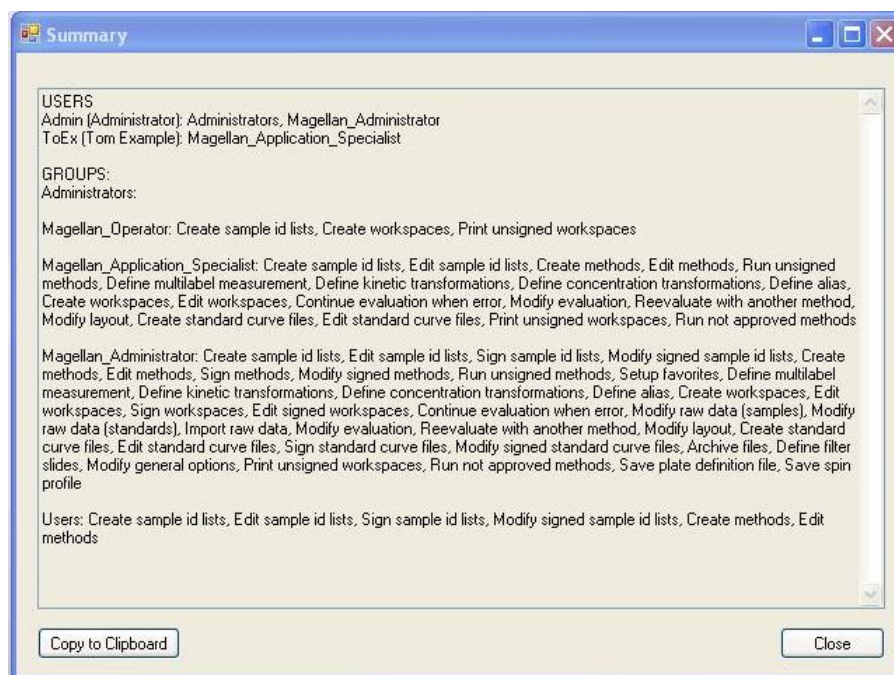 Summary
USERS
Admin (Administrator): Administrators, Magellan_Administrator
ToEx (Tom Example): Magellan_Application_Specialist
GROUPS:
Administrators:
Magellan_Operator: Create sample id lists, Create workspaces, Print unsigned workspaces
Magellan_Application_Specialist: Create sample id lists, Edit sample id lists, Create methods, Edit methods, Run unsigned
methods, Define multilabel measurement, Define kinetic transformations, Define concentration transformations, Define alias,
Create workspaces, Edit workspaces, Continue evaluation when error, Modify evaluation, Reevaluate with another method,
Modify layout, Create standard curve files, Edit standard curve files, Print unsigned workspaces, Run not approved methods
Magellan_Administrator: Create sample id lists, Edit sample id lists, Sign sample id lists, Modify signed sample id lists, Create
methods, Edit methods, Sign methods, Modify signed methods, Run unsigned methods, Setup favorites, Define multilabel
measurement, Define kinetic transformations, Define concentration transformations, Define alias, Create workspaces, Edit
workspaces, Sign workspaces, Edit signed workspaces, Continue evaluation when error, Modify raw data (samples), Modify
raw data (standards), Import raw data, Modify evaluation, Reevaluate with another method, Modify layout, Create standard
curve files, Edit standard curve files, Sign standard curve files, Modify signed standard curve files, Archive files, Define filter
slides, Modify general options, Print unsigned workspaces, Run not approved methods, Save plate definition file, Save spin
profile
Users: Create sample id lists, Edit sample id lists, Sign sample id lists, Modify signed sample id lists, Create methods, Edit
methods
Copy to Clipboard
Close